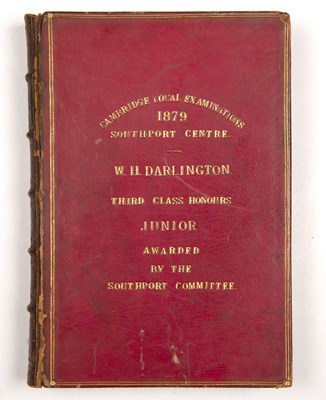 CAMBRIDGE LOCAL EXAMINATIONS
1879
SOUTHPORT CENTRE.
W. H. DARLINGTON.
THIRD CLASS HONOURS
JUNIOR
AWARDED
BY THE
SOUTHPORT COMMITTEE.